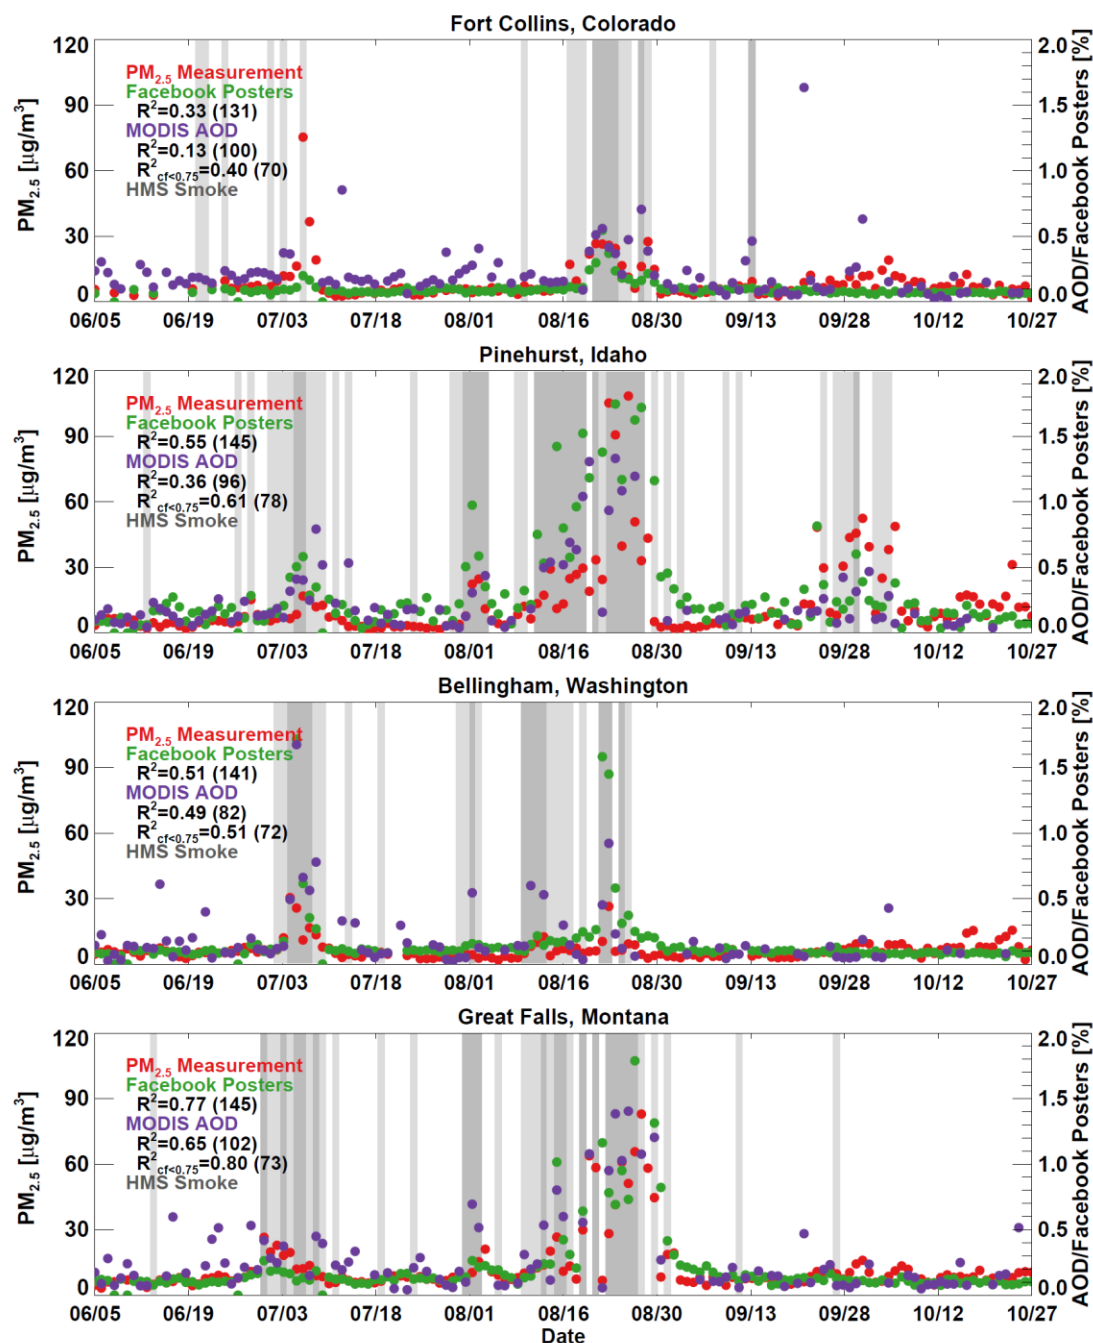 Fort Collins, Colorado
120
90
60
30
0
PM2.5 [µg/m3]
PM2.5 Measurement
Facebook Posters
R2=0.33 (131)
MODIS AOD
R2=0.13 (100)
R2cf<0.75=0.40 (70)
HMS Smoke
2.0
1.5
1.0
0.5
0.0
AOD/Facebook Posters [%]
06/05 06/19 07/03 07/18 08/01 08/16 08/30 09/13 09/28 10/12 10/27
Pinehurst, Idaho
120
90
60
30
0
PM2.5 [µg/m3]
PM2.5 Measurement
Facebook Posters
R2=0.55 (145)
MODIS AOD
R2=0.36 (96)
R2cf<0.75=0.61 (78)
HMS Smoke
2.0
1.5
1.0
0.5
0.0
AOD/Facebook Posters [%]
06/05 06/19 07/03 07/18 08/01 08/16 08/30 09/13 09/28 10/12 10/27
Bellingham, Washington
120
90
60
30
0
PM2.5 [µg/m3]
PM2.5 Measurement
Facebook Posters
R2=0.51 (141)
MODIS AOD
R2=0.49 (82)
R2cf<0.75=0.51 (72)
HMS Smoke
2.0
1.5
1.0
0.5
0.0
AOD/Facebook Posters [%]
06/05 06/19 07/03 07/18 08/01 08/16 08/30 09/13 09/28 10/12 10/27
Great Falls, Montana
120
90
60
30
0
PM2.5 [µg/m3]
PM2.5 Measurement
Facebook Posters
R2=0.77 (145)
MODIS AOD
R2=0.65 (102)
R2cf<0.75=0.80 (73)
HMS Smoke
2.0
1.5
1.0
0.5
0.0
AOD/Facebook Posters [%]
06/05 06/19 07/03 07/18 08/01 08/16 08/30 09/13 09/28 10/12 10/27
Date